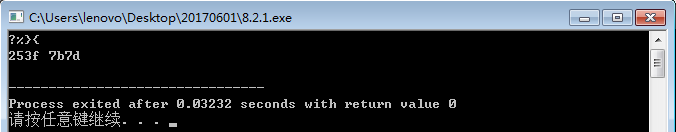 C:\Users\lenovo\Desktop\20170601\8.2.1.exe
?%}{
253f 7b7d
--------------------------------
Process exited after 0.03232 seconds with return value 0
请按任意键继续. . .